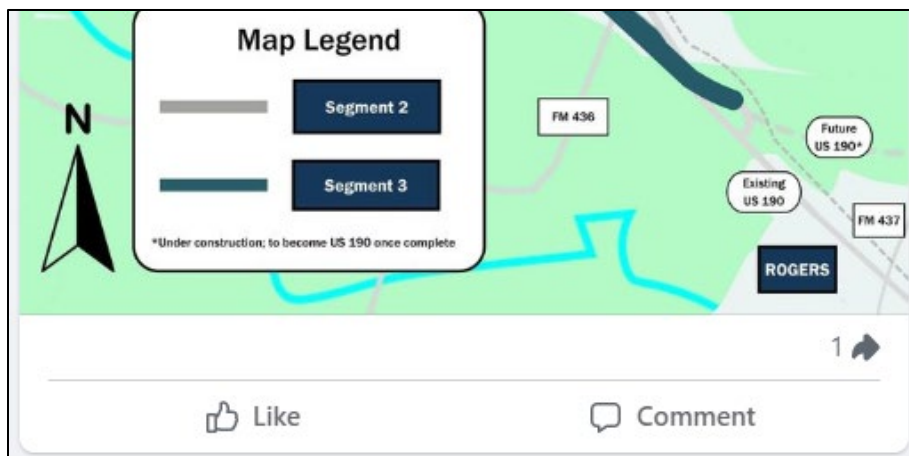 Map Legend
Segment 2
N
FM 436
Future
US 190*
Segment 3
Existing
US 190
FM 437
*Under construction; to become US 190 once complete
ROGERS
1
Like
Comment